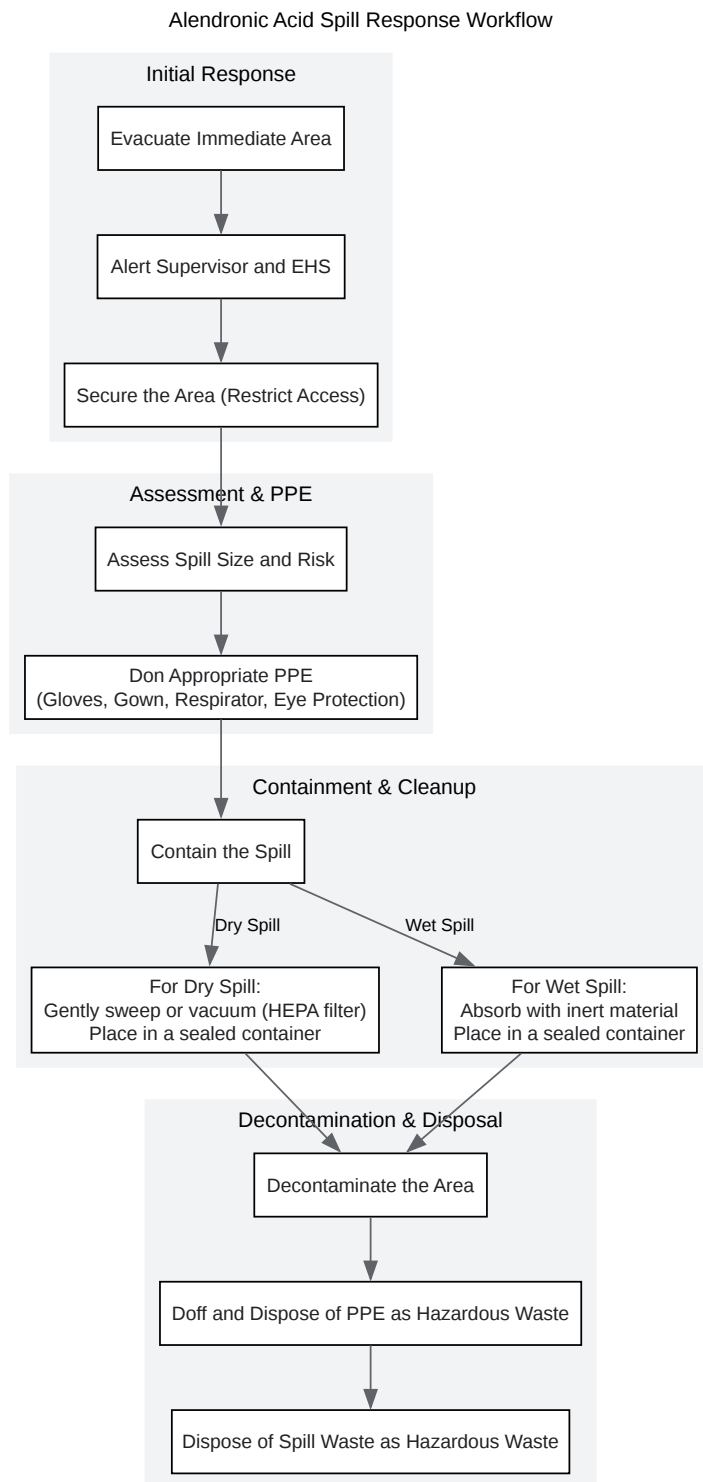 Alendronic Acid Spill Response Workflow
Initial Response
Evacuate Immediate Area
Alert Supervisor and EHS
Secure the Area (Restrict Access)
Assessment & PPE
Assess Spill Size and Risk
Don Appropriate PPE
(Gloves, Gown, Respirator, Eye Protection)
Containment & Cleanup
Contain the Spill
Dry Spill
Wet Spill
For Dry Spill:
Gently sweep or vacuum (HEPA filter)
Place in a sealed container
For Wet Spill:
Absorb with inert material
Place in a sealed container
Decontamination & Disposal
Decontaminate the Area
Doff and Dispose of PPE as Hazardous Waste
Dispose of Spill Waste as Hazardous Waste